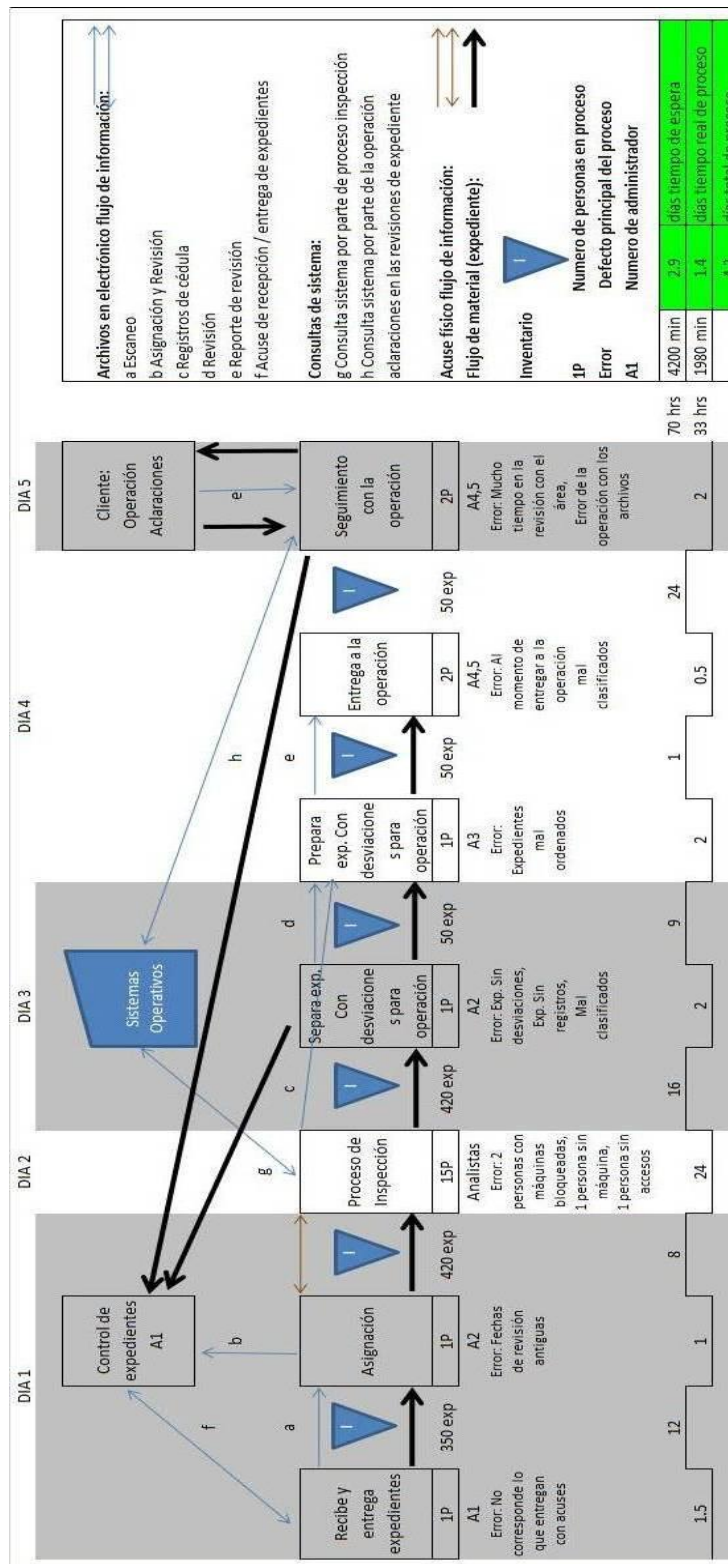 DIA 1
DIA 2
DIA 3
DIA 4
DIA 5
Control de
expedientes
A1
Sistemas
Operativos
Cliente:
Operación
Aclaraciones
f
b
g
h
e
a
c
d
e
Recibe y
entrega
expedientes
1P
A1
Error: No
corresponde lo
que entregan
con acuses
I
350 exp
Asignación
1P
A2
Error: Fechas
de revisión
antiguas
I
420 exp
Proceso de
Inspección
15P
Analistas
Error: 2
personas con
máquinas
bloqueadas,
1 persona sin
máquina,
1 persona sin
accesos
I
420 exp
Separa exp,
Con
desviacione
s para
operación
1P
A2
Error: Exp. Sin
desviaciones,
Exp. Sin
registros,
Mal
clasificados
I
50 exp
Prepara
exp. Con
desviacione
s para
operación
1P
A3
Error:
Expedientes
mal
ordenados
I
50 exp
Entrega a la
operación
2P
A4,5
Error: Al
momento de
entregar a la
operación
mal
clasificados
I
50 exp
Seguimiento
con la
operación
2P
A4,5
Error: Mucho
tiempo en la
revisión con el
área,
Error de la
operación con los
archivos
12 8 16 9 1 24
1.5 1 24 2 2 0.5 2
Archivos en electrónico flujo de información:
a Escaneo
b Asignación y Revisión
c Registros de cédula
d Revisión
e Reporte de revisión
f Acuse de recepción / entrega de expedientes
Consultas de sistema:
g Consulta sistema por parte de proceso inspección
h Consulta sistema por parte de la operación
aclaraciones en las revisiones de expediente
Acuse físico flujo de información:
Flujo de material (expediente):
Inventario
I
1P Numero de personas en proceso
Error Defecto principal del proceso
A1 Numero de administrador
70 hrs 4200 min 2.9 días tiempo de espera
33 hrs 1980 min 1.4 días tiempo real de proceso